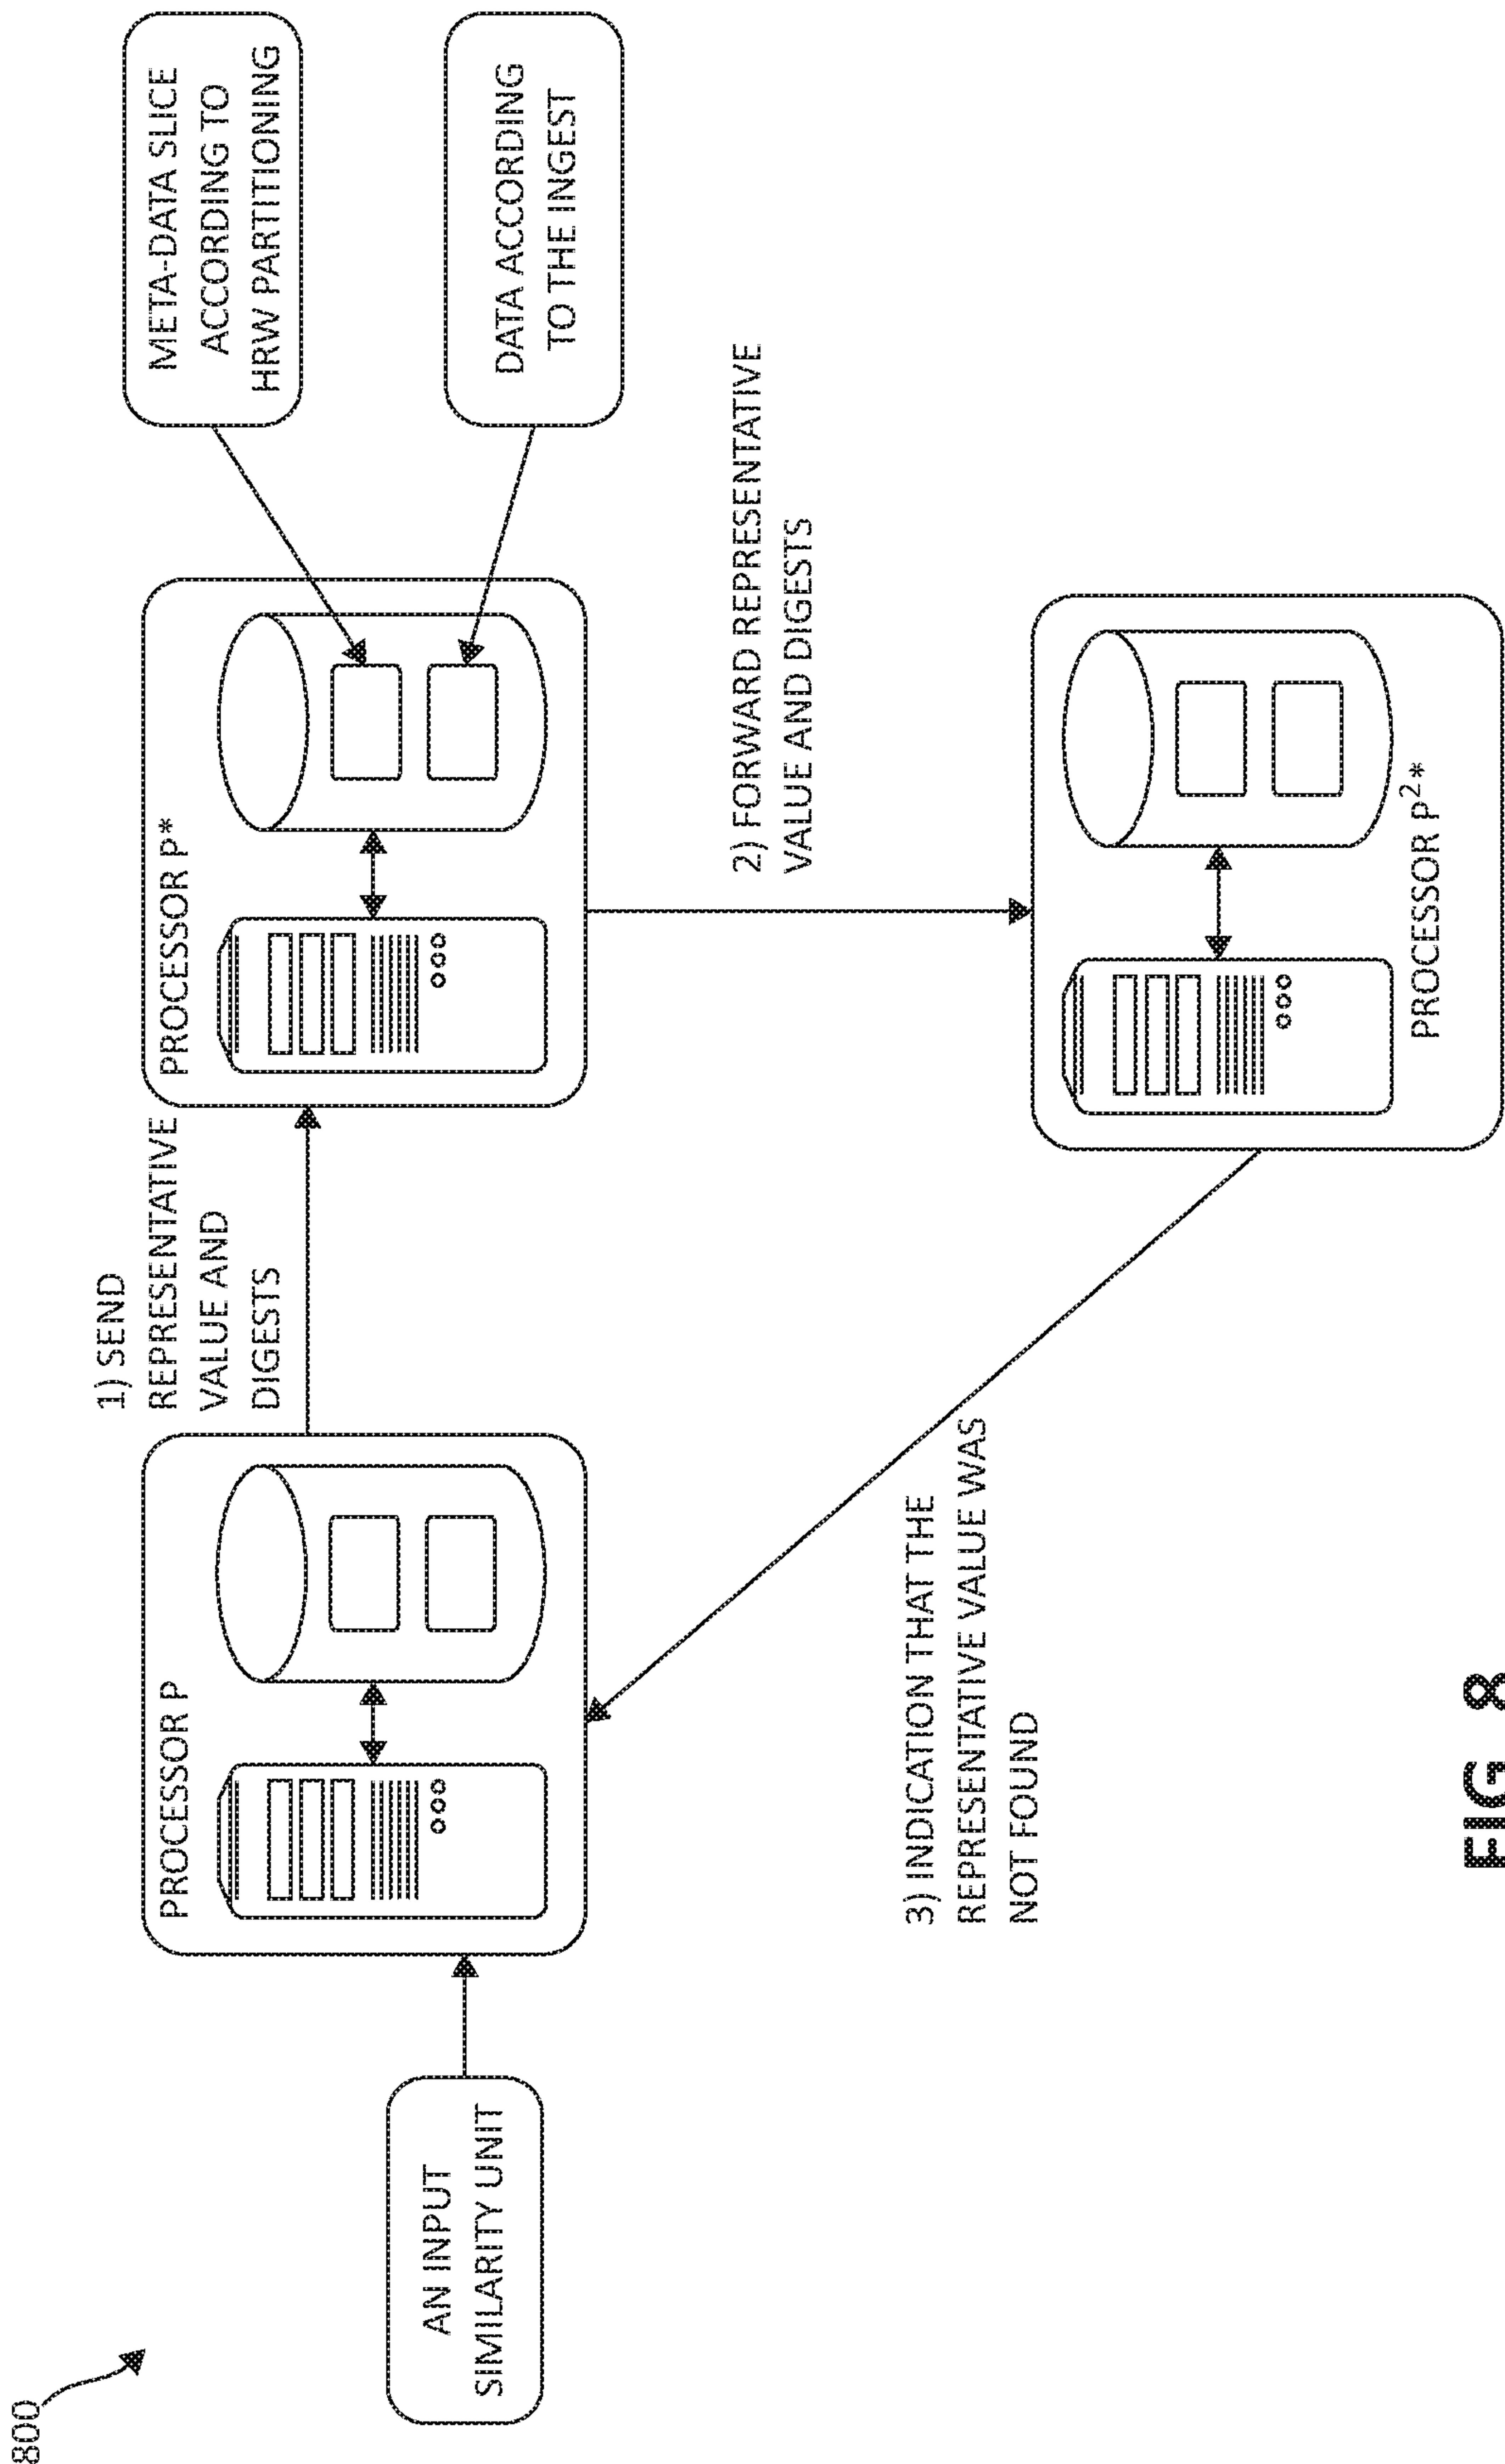 800
AN INPUT
SIMILARITY UNIT
PROCESSOR P
1) SEND
REPRESENTATIVE
VALUE AND
DIGESTS
PROCESSOR P*
META-DATA SLICE
ACCORDING TO
HRW PARTITIONING
DATA ACCORDING
TO THE INGEST
2) FORWARD REPRESENTATIVE
VALUE AND DIGESTS
3) INDICATION THAT THE
REPRESENTATIVE VALUE WAS
NOT FOUND
PROCESSOR P²*
FIG 8